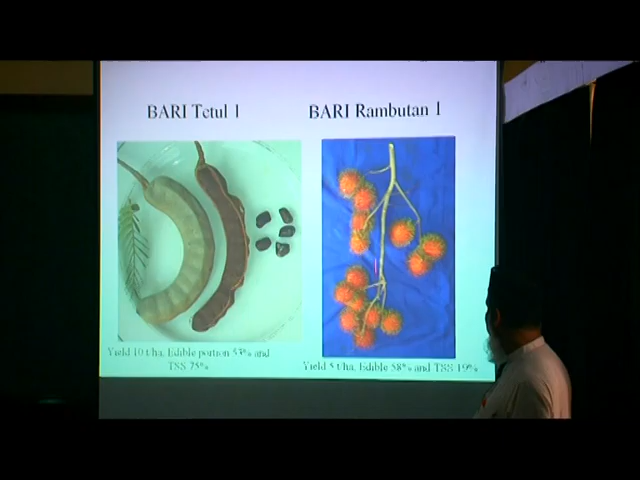 BARI Tetul 1
BARI Rambutan 1
Yield 10 t/ha, Edible portion 53% and
TSS 75%
Yield 5 t/ha, Edible 58% and TSS 19%